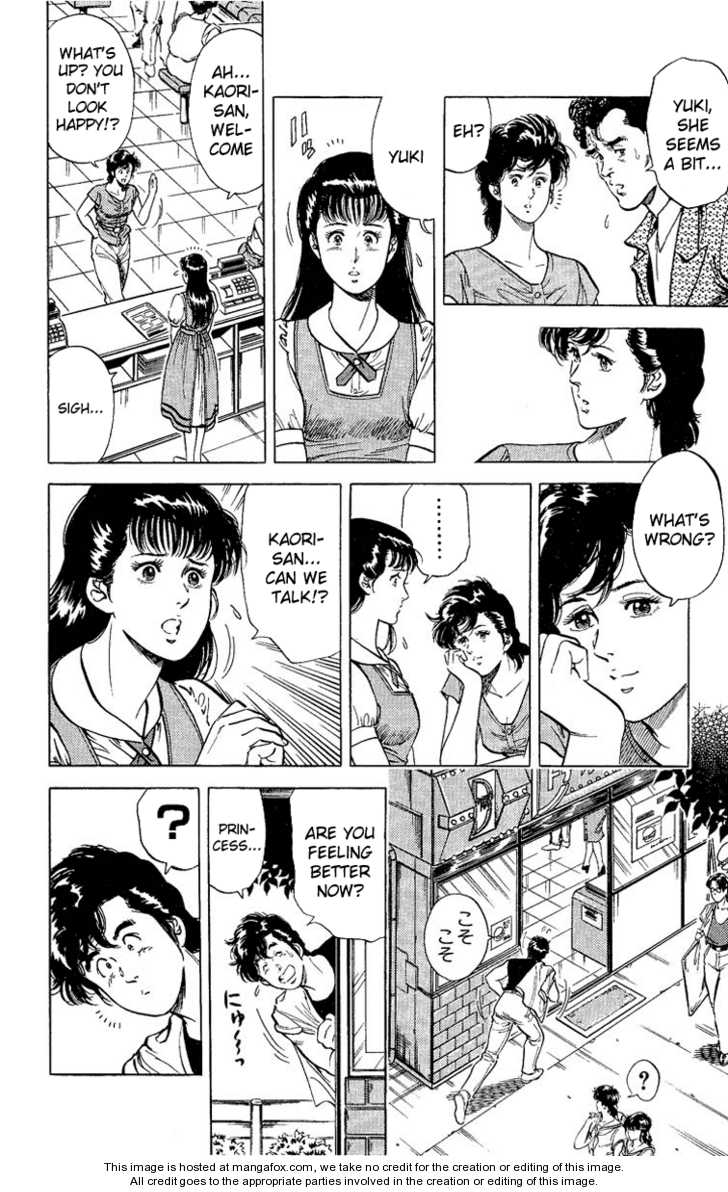 YUKI,
SHE
SEEMS
A
BIT...
EH?
YUKI
AH...
KAORI-
SAN,
WEL-
COME
WHAT'S
UP? YOU
DON'T
LOOK
HAPPY!?
SIGH...
WHAT'S
WRONG?
........
KAORI-
SAN...
CAN WE
TALK!?
こそ
こそ
?
ARE YOU
FEELING
BETTER
NOW?
PRIN-
CESS...
にゅ〜っ
?
This image is hosted at mangafox.com, we take no credit for the creation or editing of this image.
All credit goes to the appropriate parties involved in the creation or editing of this image.